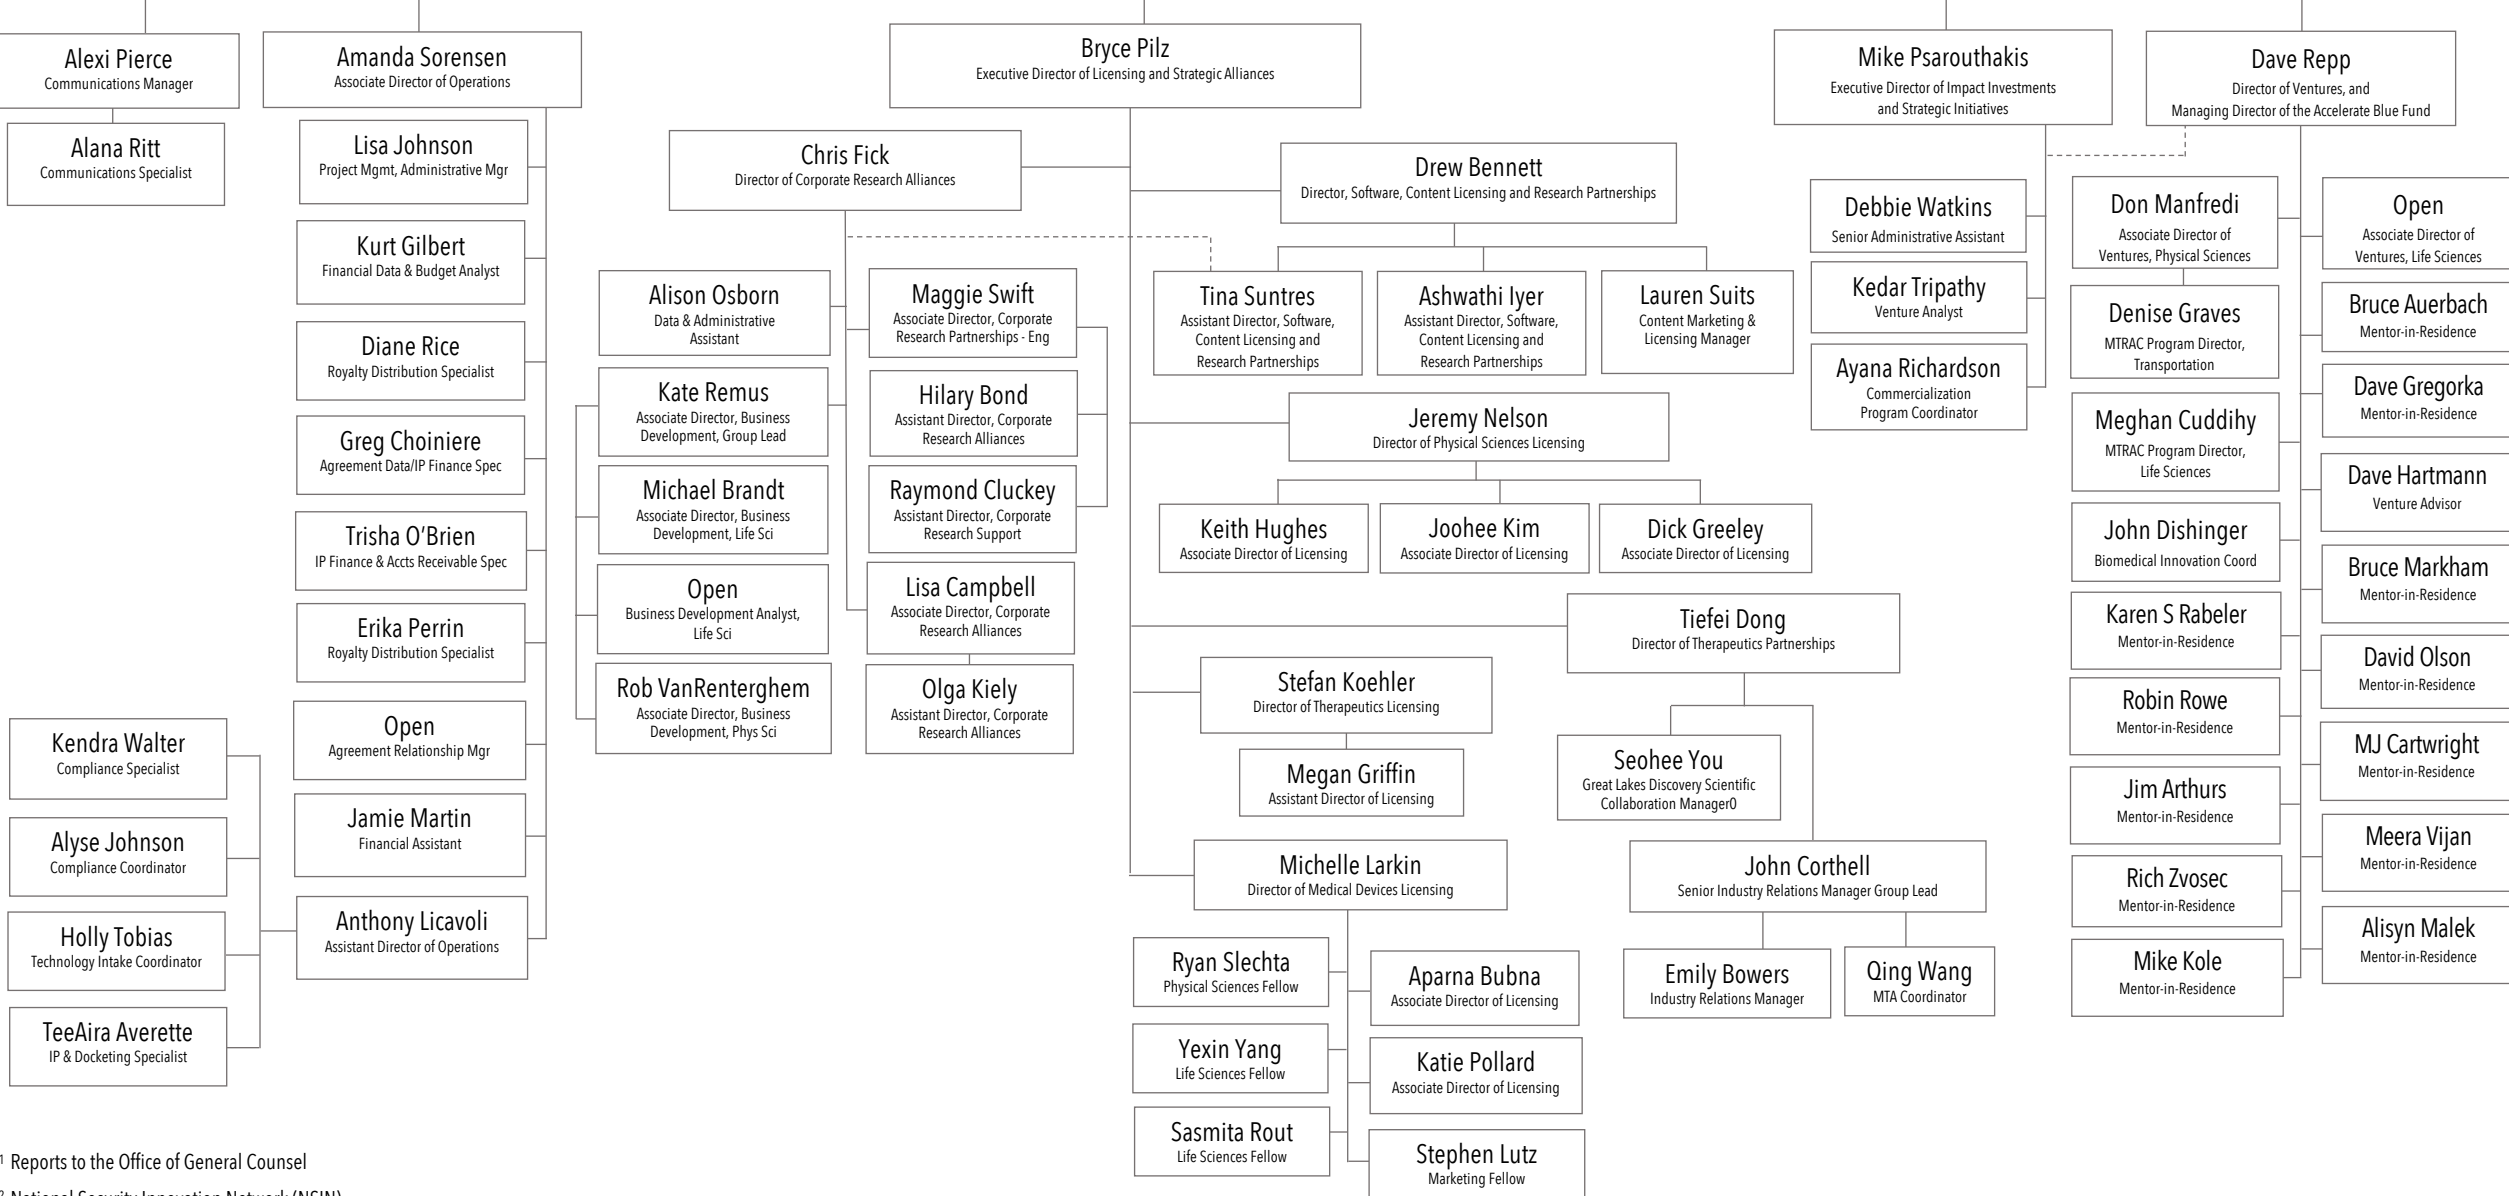 Alexi Pierce
Communications Manager
Alana Ritt
Communications Specialist
Amanda Sorensen
Associate Director of Operations
Lisa Johnson
Project Mgmt, Administrative Mgr
Kurt Gilbert
Financial Data & Budget Analyst
Diane Rice
Royalty Distribution Specialist
Greg Choiniere
Agreement Data/IP Finance Spec
Trisha O’Brien
IP Finance & Accts Receivable Spec
Erika Perrin
Royalty Distribution Specialist
Open
Agreement Relationship Mgr
Jamie Martin
Financial Assistant
Anthony Licavoli
Assistant Director of Operations
Kendra Walter
Compliance Specialist
Alyse Johnson
Compliance Coordinator
Holly Tobias
Technology Intake Coordinator
TeeAira Averette
IP & Docketing Specialist
Bryce Pilz
Executive Director of Licensing and Strategic Alliances
Chris Fick
Director of Corporate Research Alliances
Alison Osborn
Data & Administrative
Assistant
Kate Remus
Associate Director, Business
Development, Group Lead
Michael Brandt
Associate Director, Business
Development, Life Sci
Open
Business Development Analyst,
Life Sci
Rob VanRenterghem
Associate Director, Business
Development, Phys Sci
Maggie Swift
Associate Director, Corporate
Research Partnerships - Eng
Hilary Bond
Assistant Director, Corporate
Research Alliances
Raymond Cluckey
Assistant Director, Corporate
Research Support
Lisa Campbell
Associate Director, Corporate
Research Alliances
Olga Kiely
Assistant Director, Corporate
Research Alliances
Drew Bennett
Director, Software, Content Licensing and Research Partnerships
Tina Suntres
Assistant Director, Software,
Content Licensing and
Research Partnerships
Ashwathi Iyer
Assistant Director, Software,
Content Licensing and
Research Partnerships
Lauren Suits
Content Marketing &
Licensing Manager
Jeremy Nelson
Director of Physical Sciences Licensing
Keith Hughes
Associate Director of Licensing
Joohee Kim
Associate Director of Licensing
Dick Greeley
Associate Director of Licensing
Tiefei Dong
Director of Therapeutics Partnerships
Stefan Koehler
Director of Therapeutics Licensing
Megan Griffin
Assistant Director of Licensing
Seohee You
Great Lakes Discovery Scientific
Collaboration Manager0
John Corthell
Senior Industry Relations Manager Group Lead
Emily Bowers
Industry Relations Manager
Qing Wang
MTA Coordinator
Michelle Larkin
Director of Medical Devices Licensing
Ryan Slechta
Physical Sciences Fellow
Yexin Yang
Life Sciences Fellow
Sasmita Rout
Life Sciences Fellow
Aparna Bubna
Associate Director of Licensing
Katie Pollard
Associate Director of Licensing
Stephen Lutz
Marketing Fellow
Mike Psarouthakis
Executive Director of Impact Investments
and Strategic Initiatives
Debbie Watkins
Senior Administrative Assistant
Kedar Tripathy
Venture Analyst
Ayana Richardson
Commercialization
Program Coordinator
Dave Repp
Director of Ventures, and
Managing Director of the Accelerate Blue Fund
Don Manfredi
Associate Director of
Ventures, Physical Sciences
Denise Graves
MTRAC Program Director,
Transportation
Meghan Cuddihy
MTRAC Program Director,
Life Sciences
John Dishinger
Biomedical Innovation Coord
Karen S Rabeler
Mentor-in-Residence
Robin Rowe
Mentor-in-Residence
Jim Arthurs
Mentor-in-Residence
Rich Zvosec
Mentor-in-Residence
Mike Kole
Mentor-in-Residence
Open
Associate Director of
Ventures, Life Sciences
Bruce Auerbach
Mentor-in-Residence
Dave Gregorka
Mentor-in-Residence
Dave Hartmann
Venture Advisor
Bruce Markham
Mentor-in-Residence
David Olson
Mentor-in-Residence
MJ Cartwright
Mentor-in-Residence
Meera Vijan
Mentor-in-Residence
Alisyn Malek
Mentor-in-Residence
1 Reports to the Office of General Counsel
2 National Security Innovation Network (NSIN)